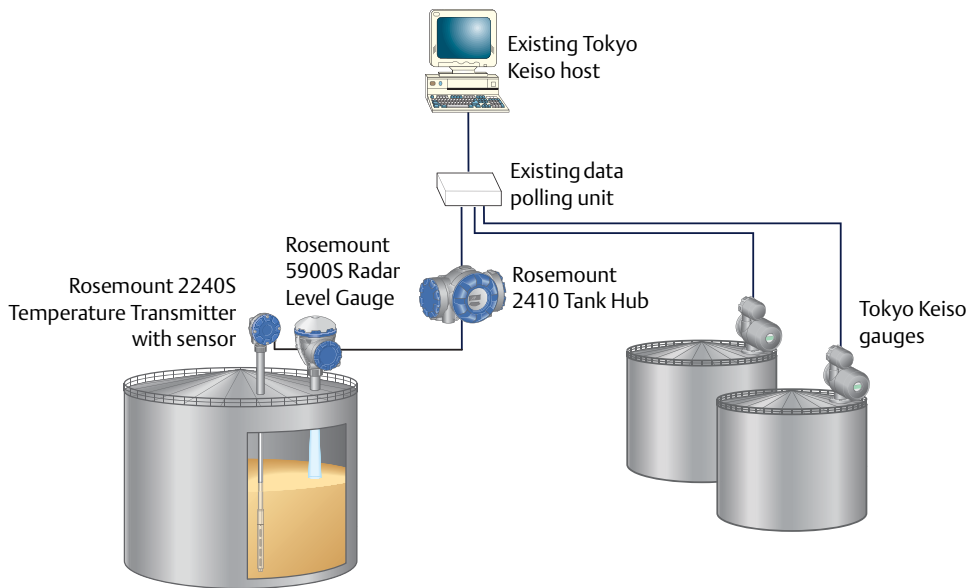 Existing Tokyo
Keiso host
Existing data
polling unit
Rosemount
5900S Radar
Level Gauge
Rosemount 2240S
Temperature Transmitter
with sensor
Rosemount
2410 Tank Hub
Tokyo Keiso
gauges